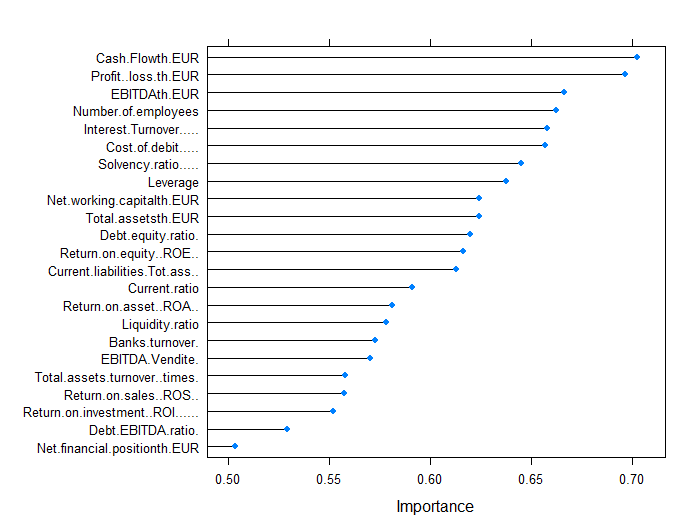 Cash.Flowth.EUR
Profit..loss.th.EUR
EBITDAth.EUR
Number.of.employees
Interest.Turnover.....
Cost.of.debit.....
Solvency.ratio.....
Leverage
Net.working.capitalth.EUR
Total.assetsth.EUR
Debt.equity.ratio.
Return.on.equity..ROE..
Current.liabilities.Tot.ass..
Current.ratio
Return.on.asset..ROA..
Liquidity.ratio
Banks.turnover.
EBITDA.Vendite.
Total.assets.turnover..times.
Return.on.sales..ROS..
Return.on.investment..ROI......
Debt.EBITDA.ratio.
Net.financial.positionth.EUR
0.50 0.55 0.60 0.65 0.70
Importance